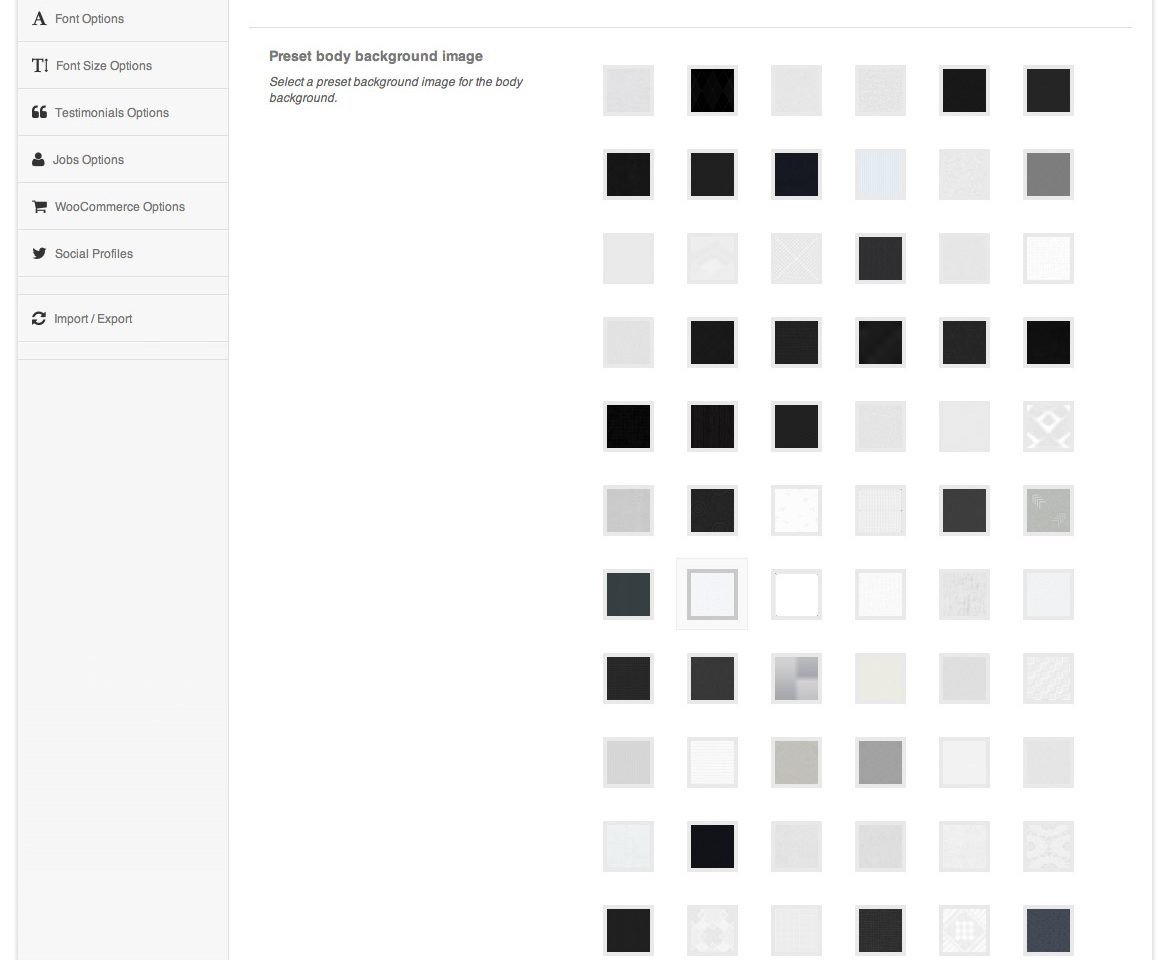 Font Options
Font Size Options
Testimonials Options
Jobs Options
WooCommerce Options
Social Profiles
Import / Export
Preset body background image
Select a preset background image for the body
background.